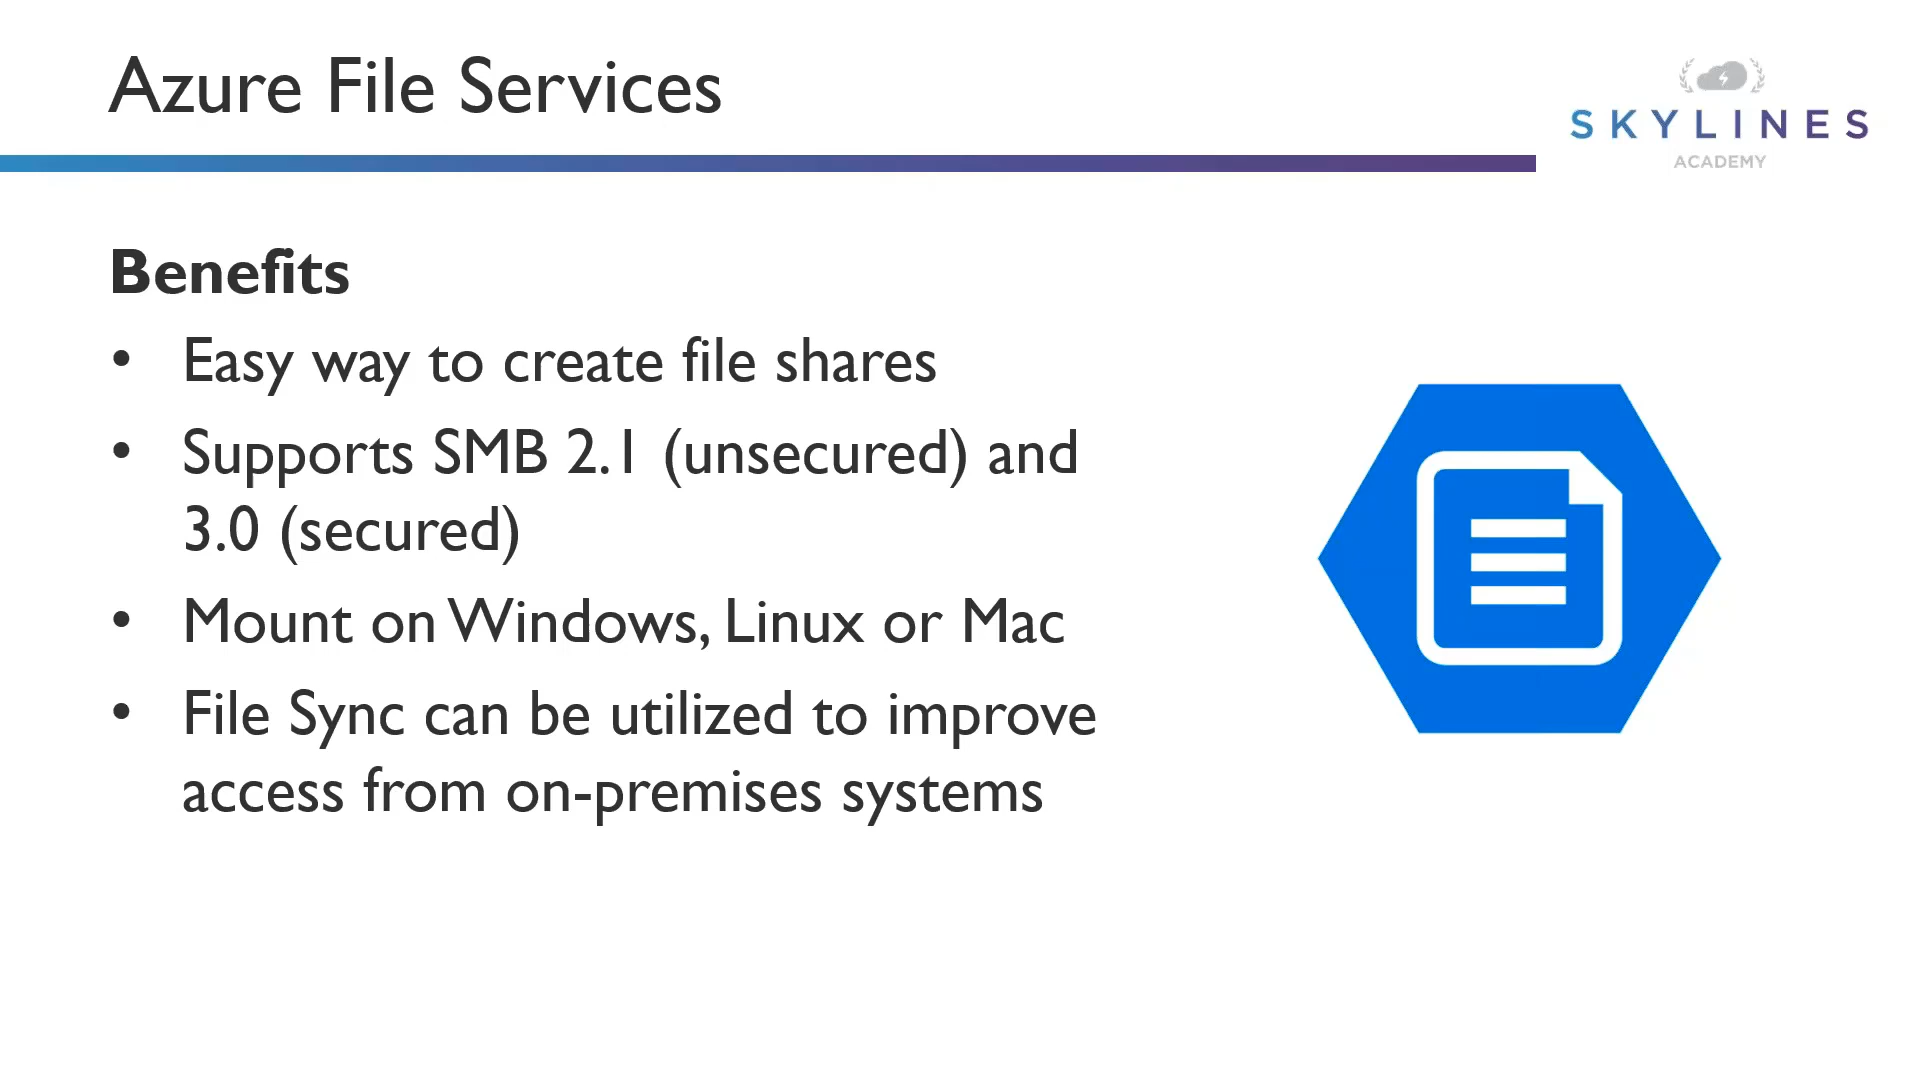 Azure File Services
SKYLINES
ACADEMY
Benefits
• Easy way to create file shares
• Supports SMB 2.1 (unsecured) and
3.0 (secured)
• Mount on Windows, Linux or Mac
• File Sync can be utilized to improve
access from on-premises systems